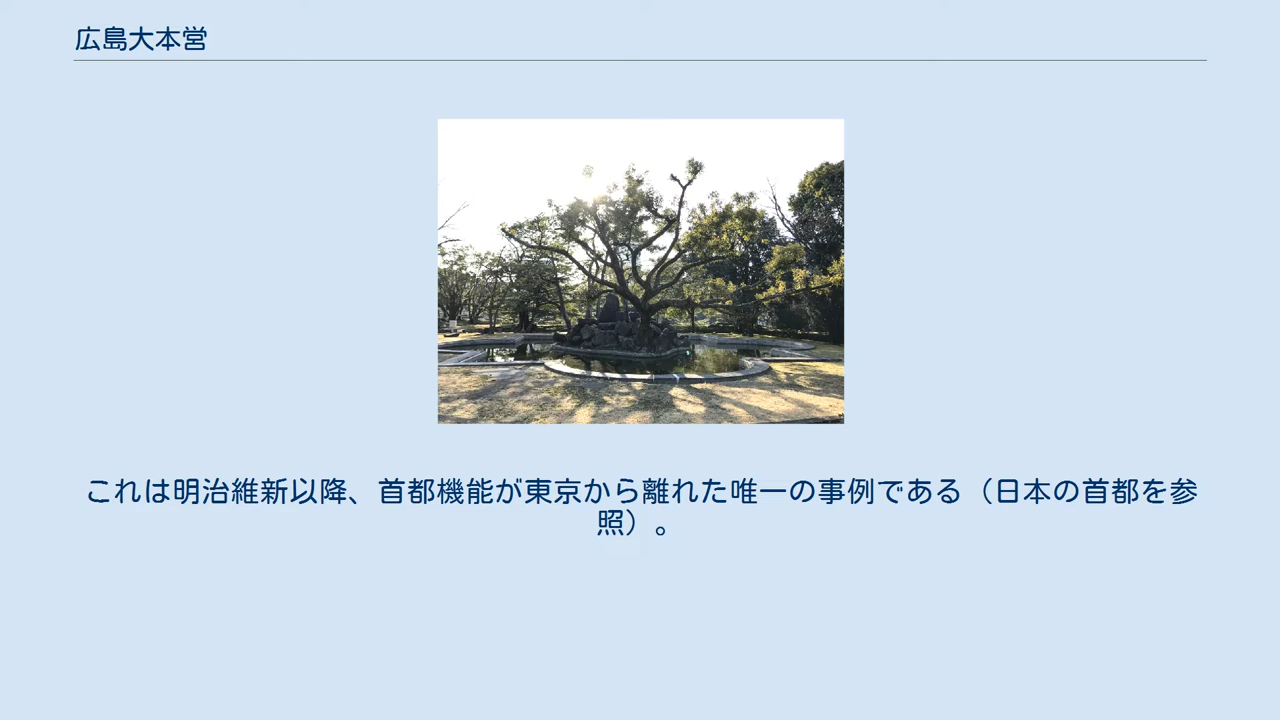 広島大本営
これは明治維新以降、首都機能が東京から離れた唯一の事例である（日本の首都を参
照）。